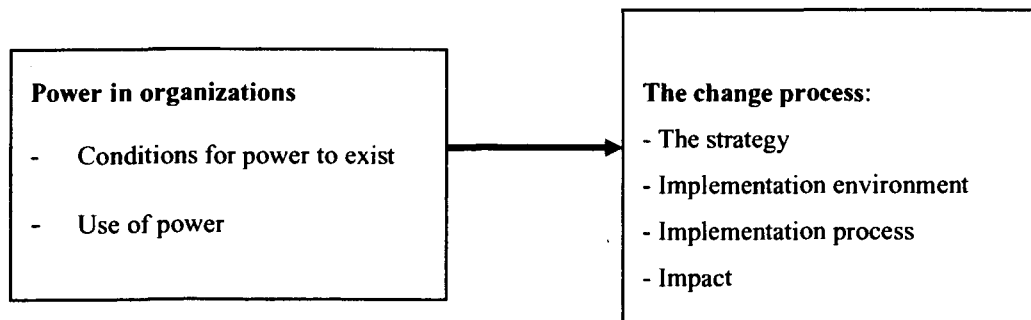 Power in organizations
- Conditions for power to exist
- Use of power
The change process:
- The strategy
- Implementation environment
- Implementation process
- Impact